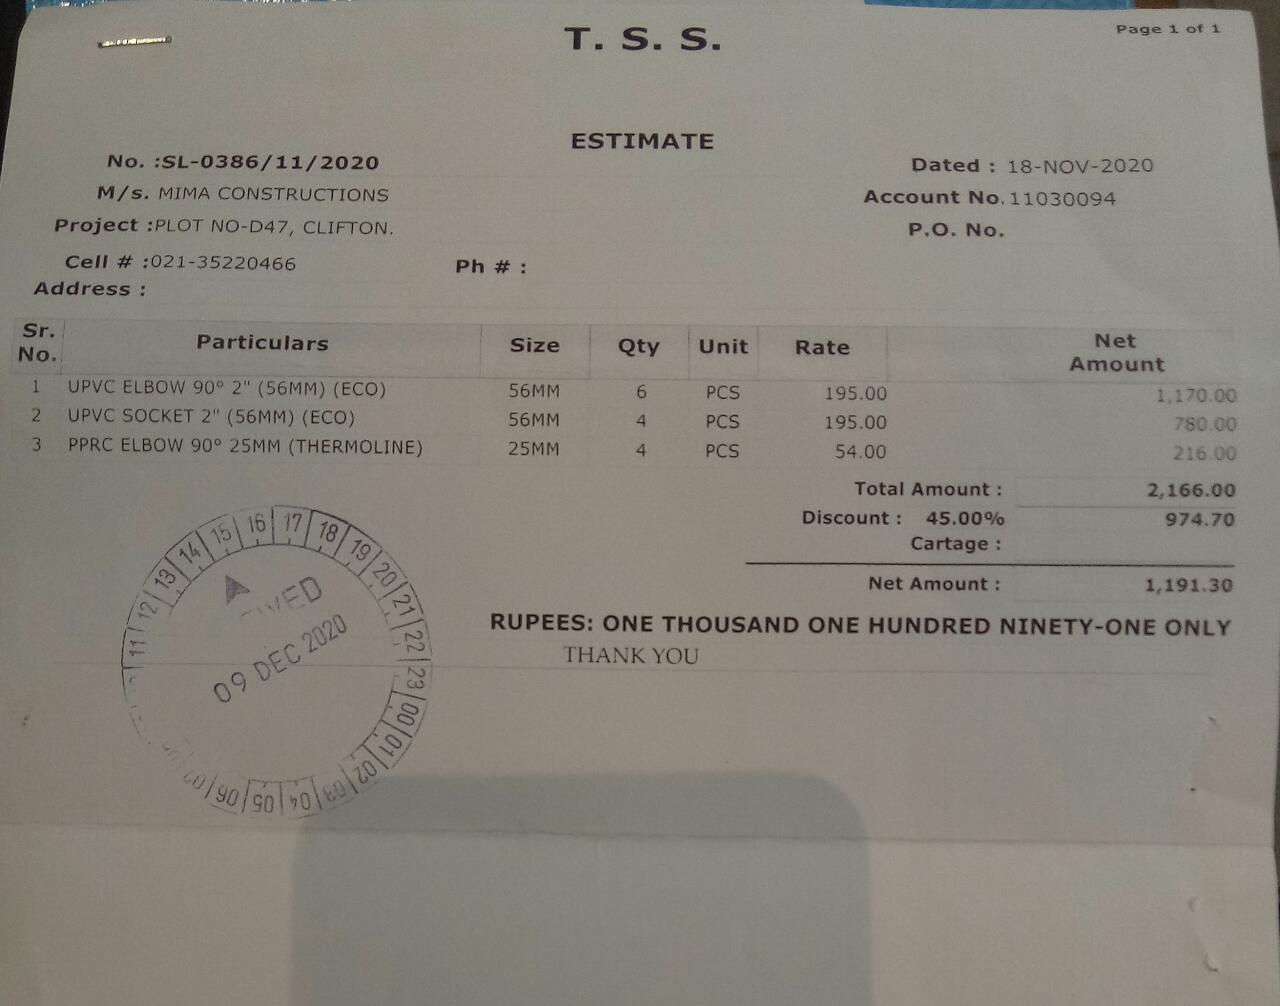 Page 1 of 1
T. S. S.
ESTIMATE
No. :SL-0386/11/2020
Dated : 18-NOV-2020
M/s. MIMA CONSTRUCTIONS
Account No. 11030094
Project :PLOT NO-D47, CLIFTON.
P.O. No.
Cell # :021-35220466 Ph # :
Address :
Sr. No. Particulars Size Qty Unit Rate Net Amount
1 UPVC ELBOW 90º 2" (56MM) (ECO) 56MM 6 PCS 195.00 1,170.00
2 UPVC SOCKET 2" (56MM) (ECO) 56MM 4 PCS 195.00 780.00
3 PPRC ELBOW 90º 25MM (THERMOLINE) 25MM 4 PCS 54.00 216.00
Total Amount : 2,166.00
Discount : 45.00% 974.70
Cartage :
Net Amount : 1,191.30
RUPEES: ONE THOUSAND ONE HUNDRED NINETY-ONE ONLY
THANK YOU
11 12 13 14 15 16 17 18 19 20 21 22 23 00 01 02 03 04 05 06 07
09 DEC 2020